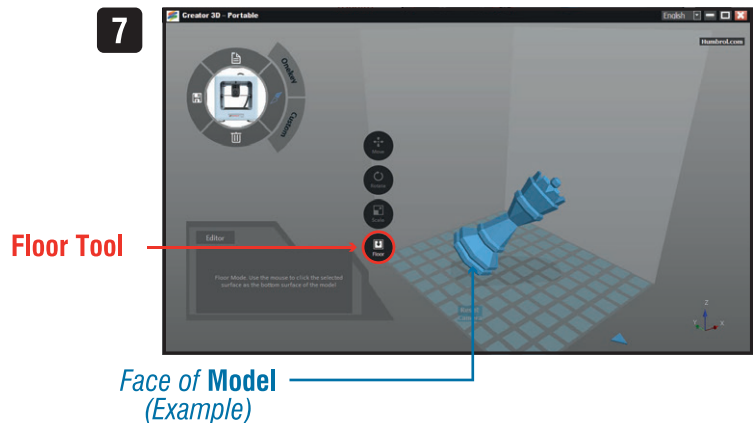 7
Creator 3D - Portable
English
Humbrol.com
Onekey
Custom
Move
Rotate
Scale
Floor
Floor Tool
Editor
Floor Mode. Use the mouse to click the selected
surface as the bottom surface of the model
Z
Y
X
Face of Model
(Example)